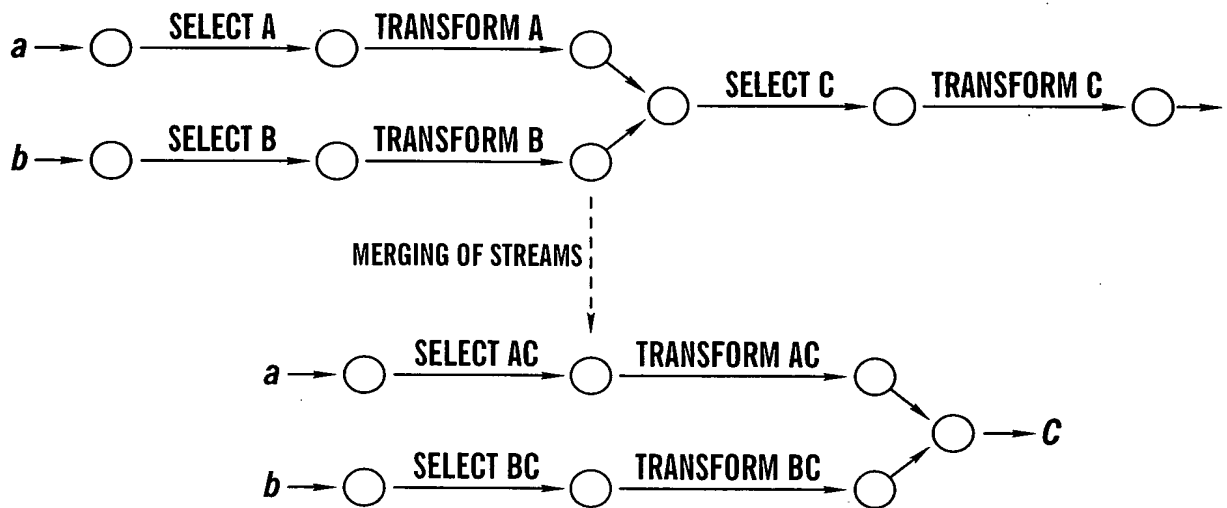 a
SELECT A
TRANSFORM A
SELECT C
TRANSFORM C
b
SELECT B
TRANSFORM B
MERGING OF STREAMS
a
SELECT AC
TRANSFORM AC
C
b
SELECT BC
TRANSFORM BC